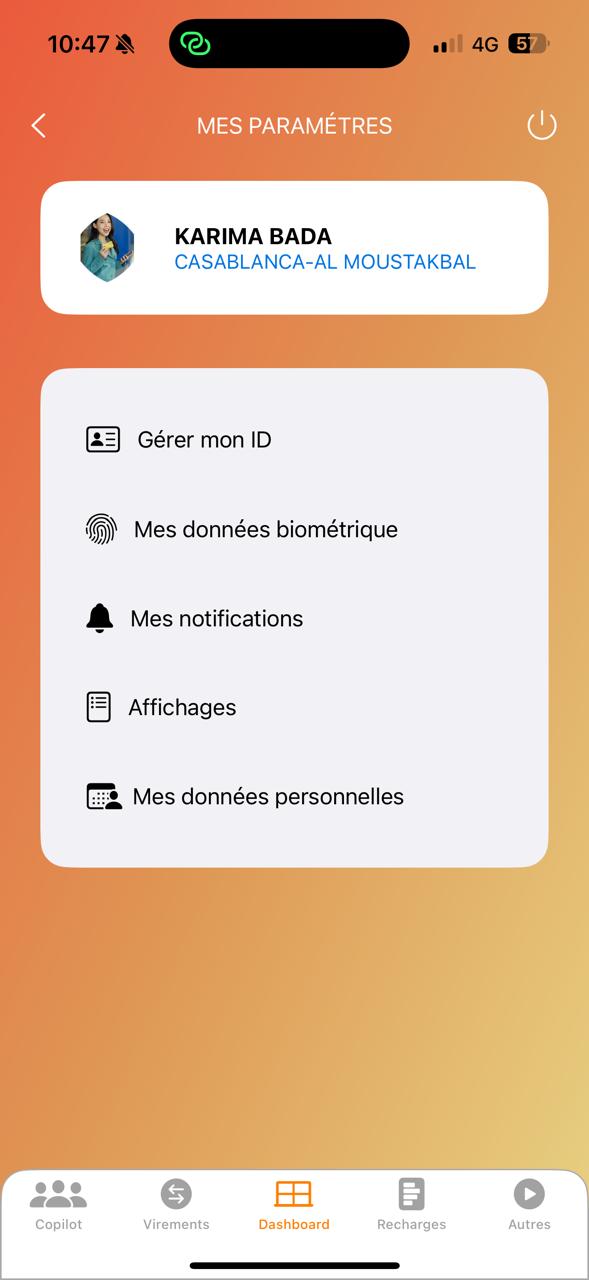 10:47
4G
57
MES PARAMÉTRES
KARIMA BADA
CASABLANCA-AL MOUSTAKBAL
Gérer mon ID
Mes données biométrique
Mes notifications
Affichages
Mes données personnelles
Copilot
Virements
Dashboard
Recharges
Autres